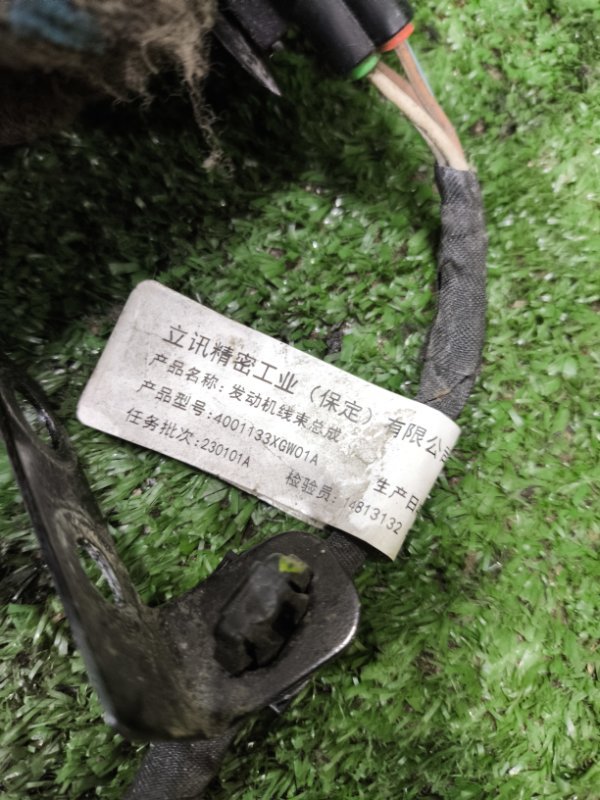 立讯精密工业（保定）有限公
产品名称:发动机线束总成
产品型号:4001133XGW01A
生产日
任务批次:230101A
检验员: 4813132